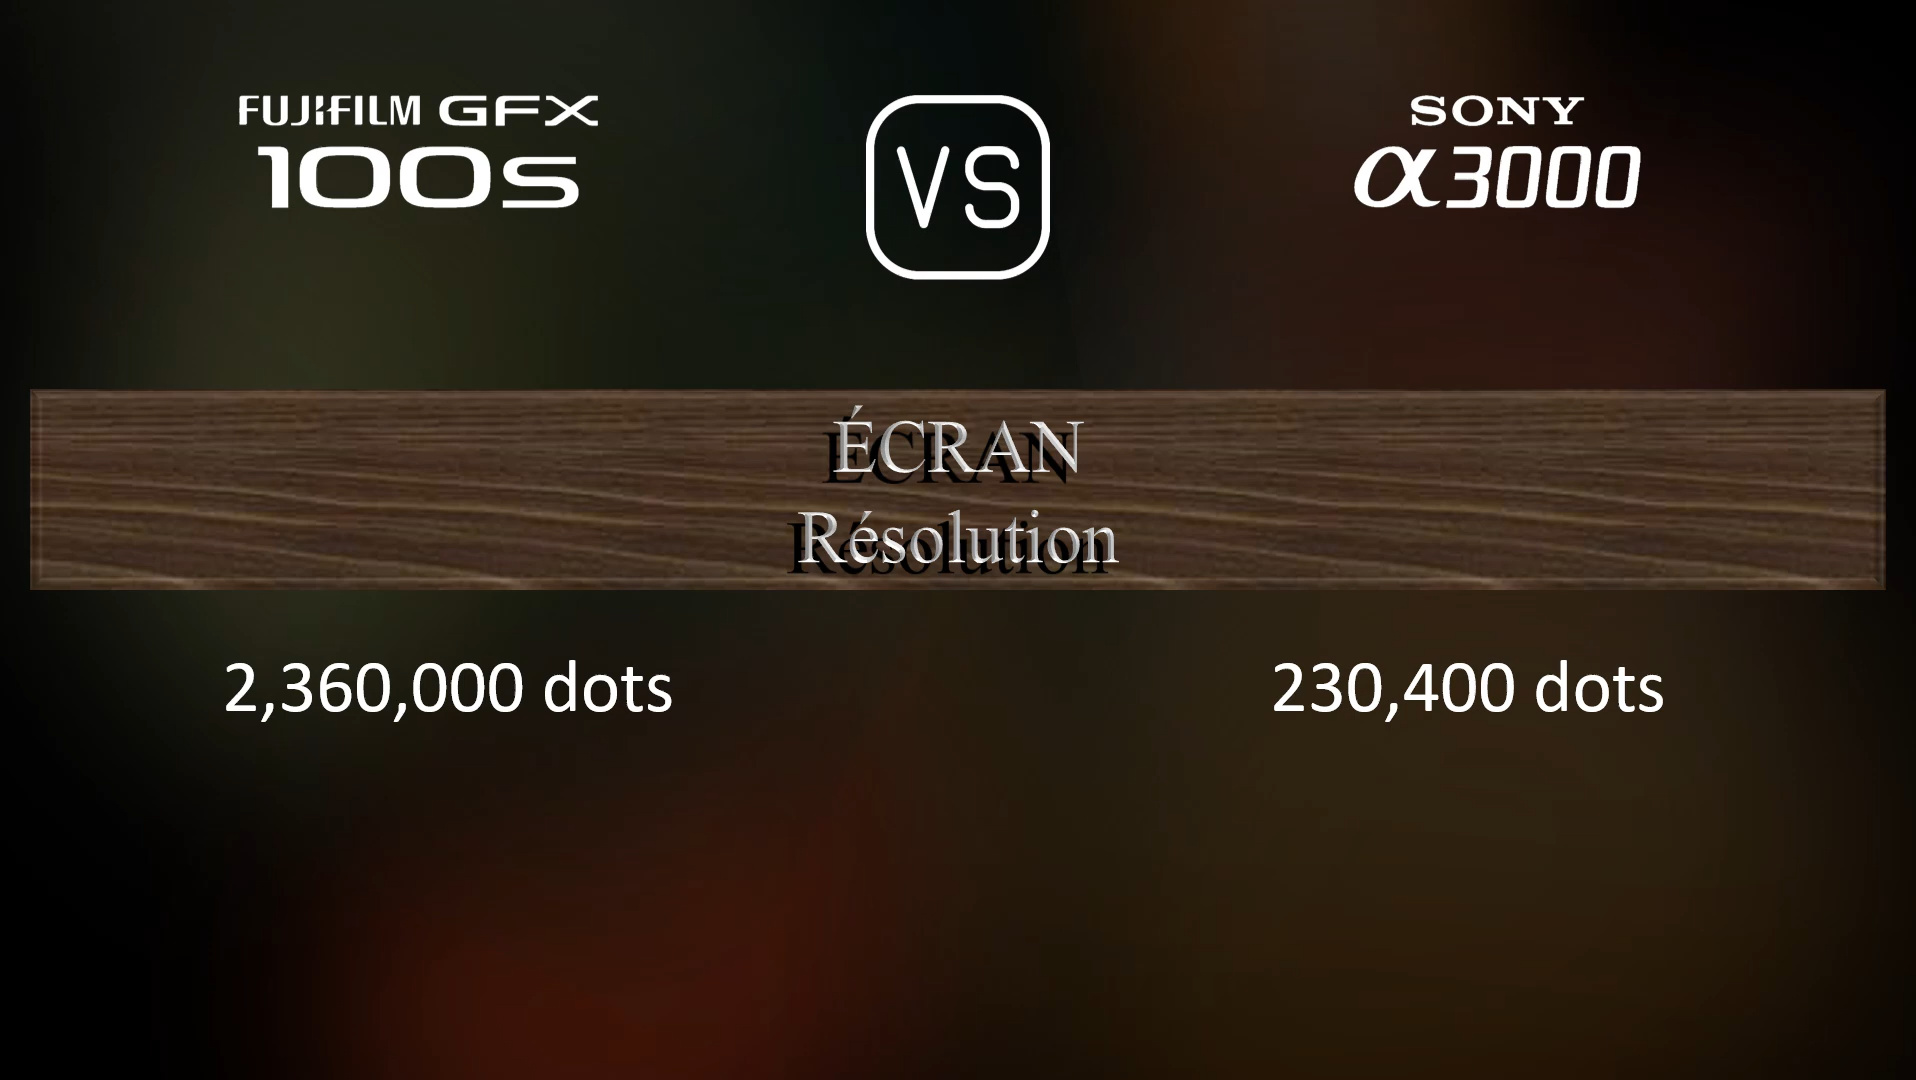 FUJIFILM GFX
100S
VS
SONY
α3000
ÉCRAN
Résolution
2,360,000 dots
230,400 dots